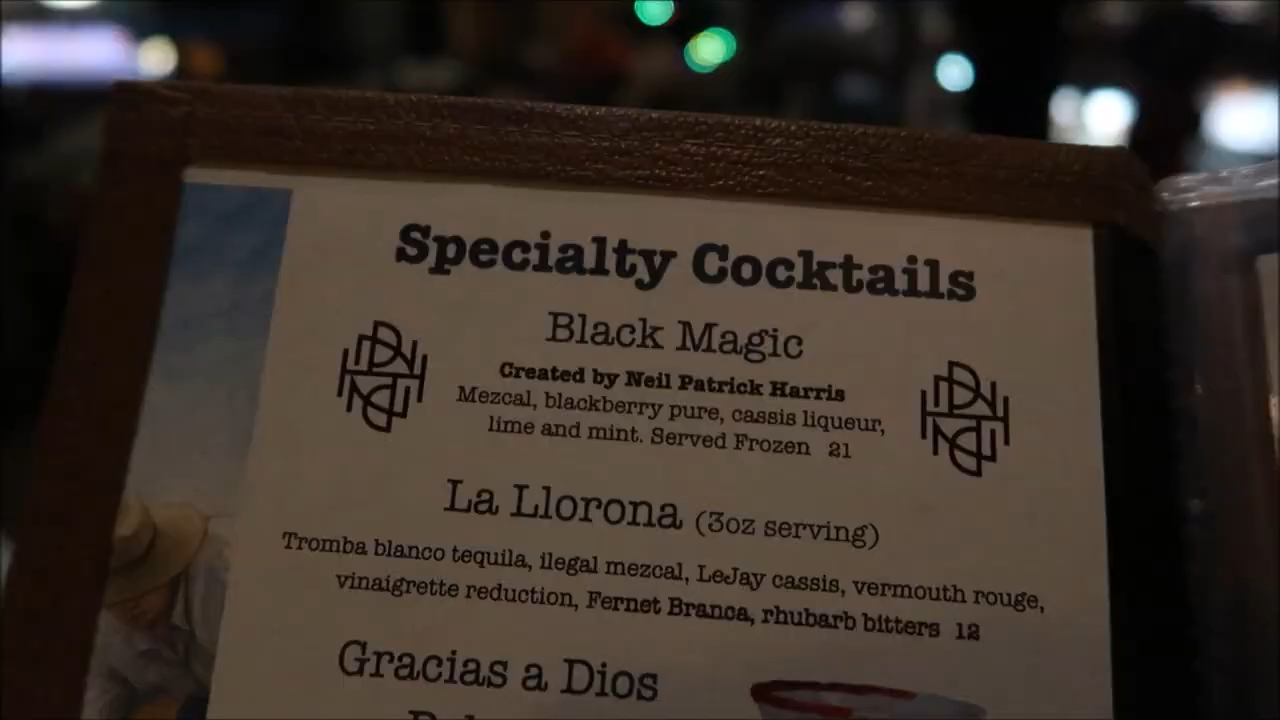 Specialty Cocktails
Black Magic
Created by Neil Patrick Harris
Mezcal, blackberry pure, cassis liqueur,
lime and mint. Served Frozen 21
La Llorona (3oz serving)
Tromba blanco tequila, ilegal mezcal, LeJay cassis, vermouth rouge,
vinaigrette reduction, Fernet Branca, rhubarb bitters 12
Gracias a Dios